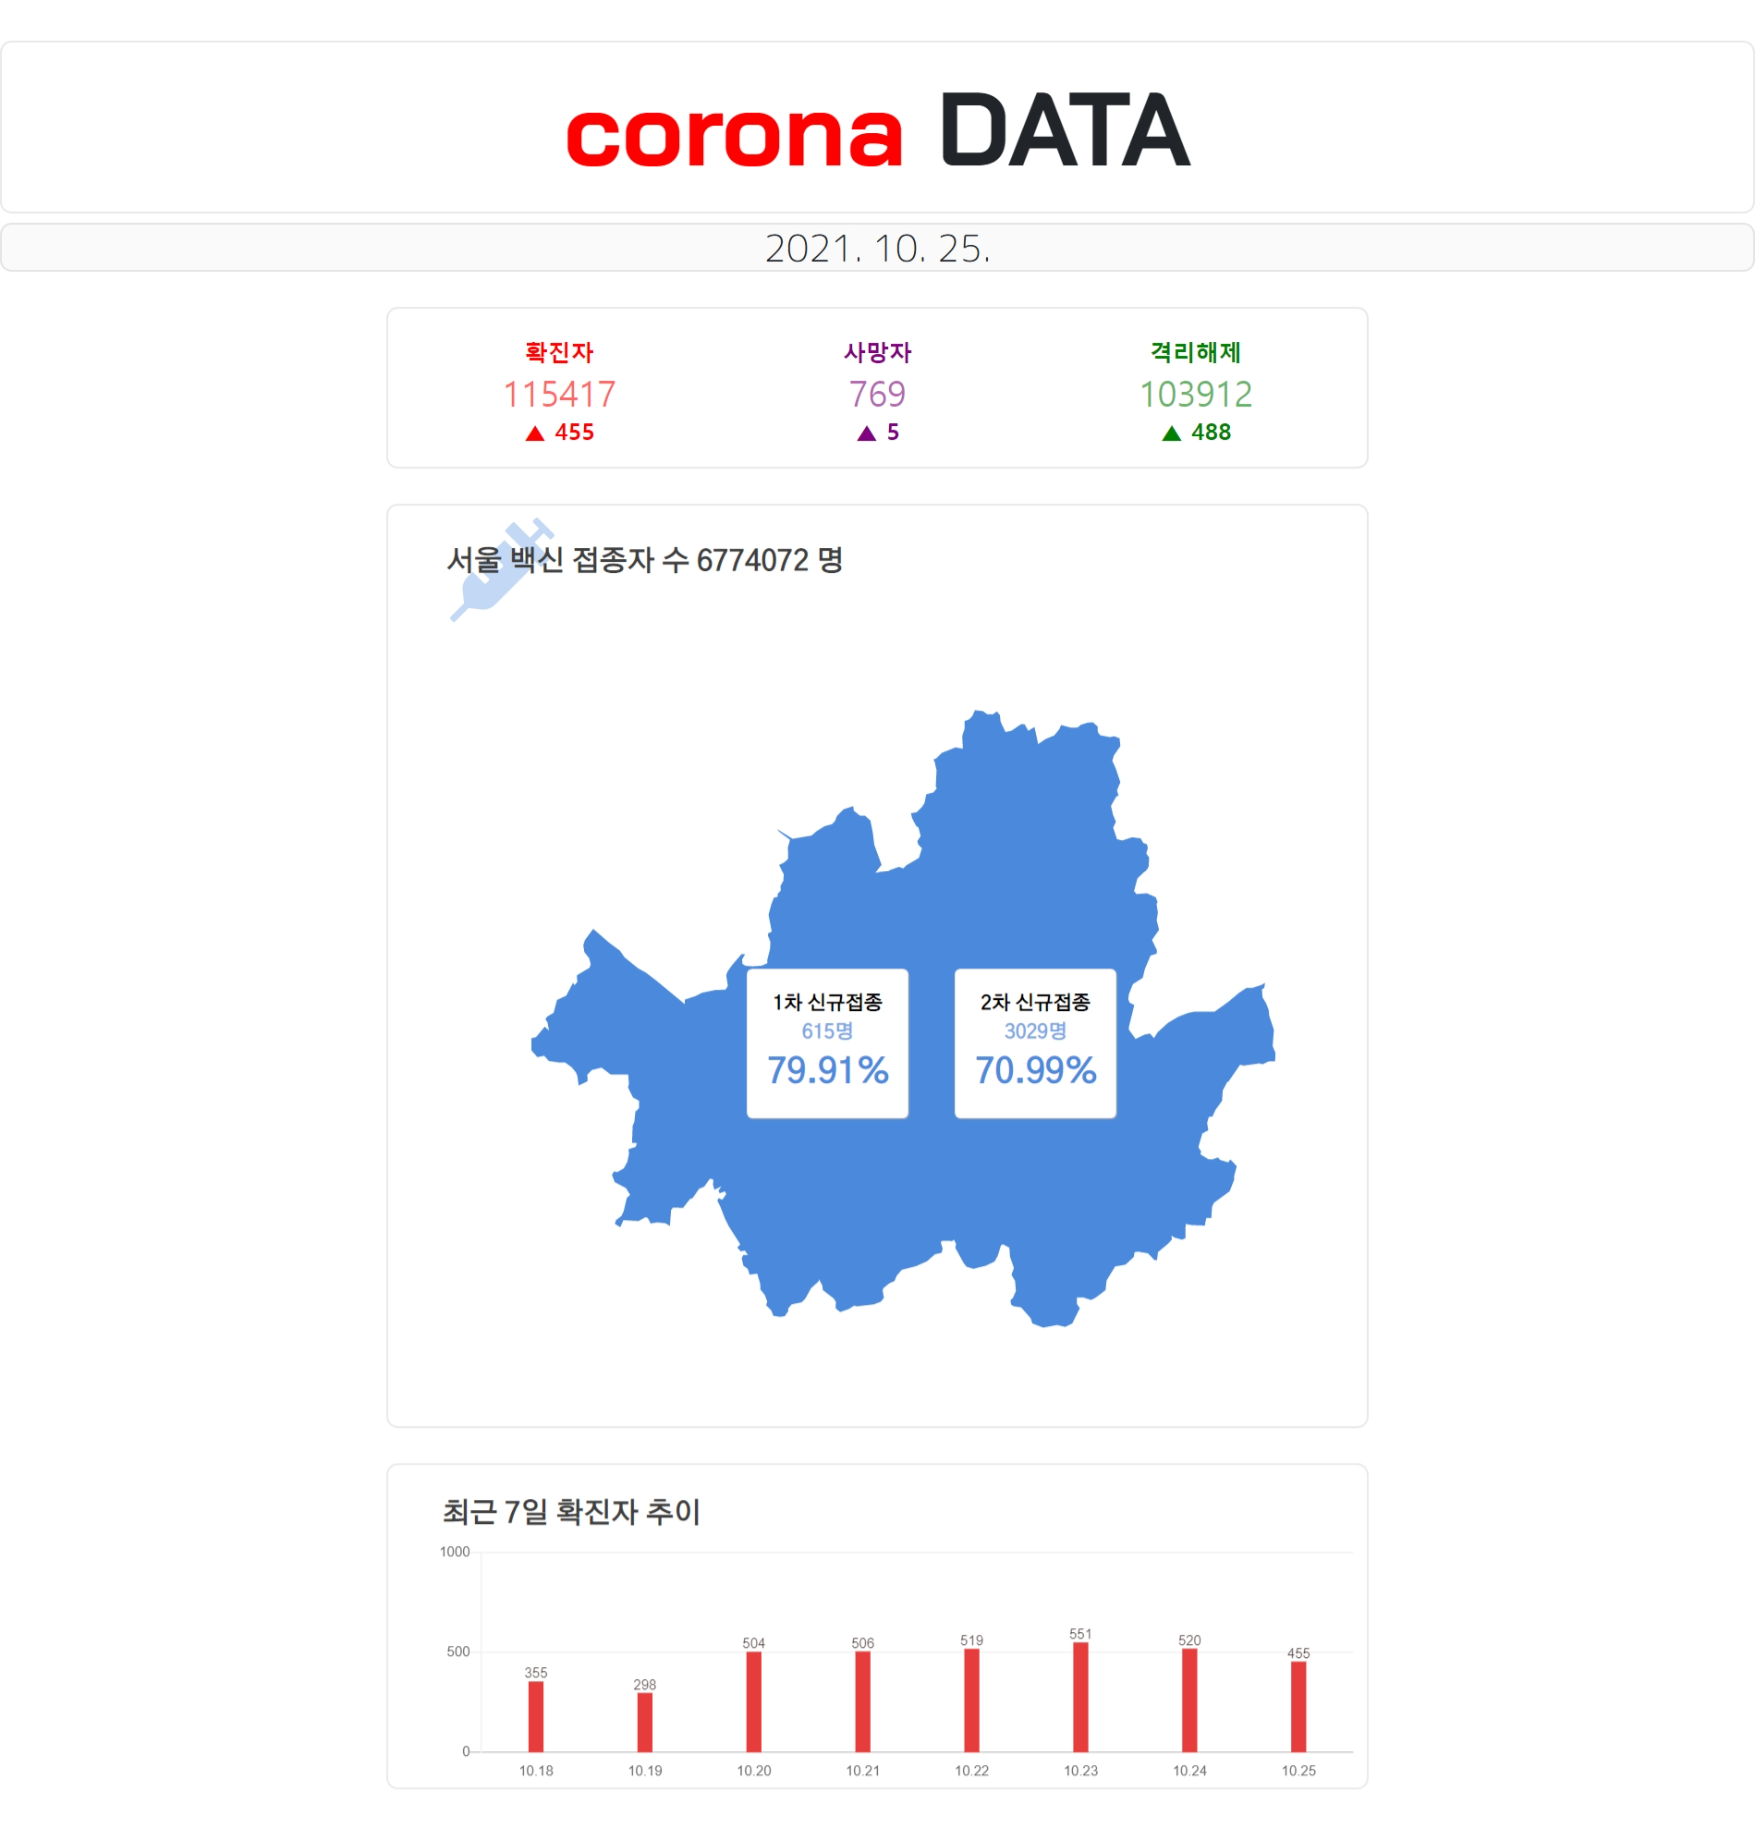 corona DATA
2021. 10. 25.
확진자 사망자 격리해제
115417 769 103912
▲ 455 ▲ 5 ▲ 488
서울 백신 접종자 수 6774072 명
1차 신규접종
615명
79.91%
2차 신규접종
3029명
70.99%
최근 7일 확진자 추이
1000
500
0
355 298 504 506 519 551 520 455
10.18 10.19 10.20 10.21 10.22 10.23 10.24 10.25